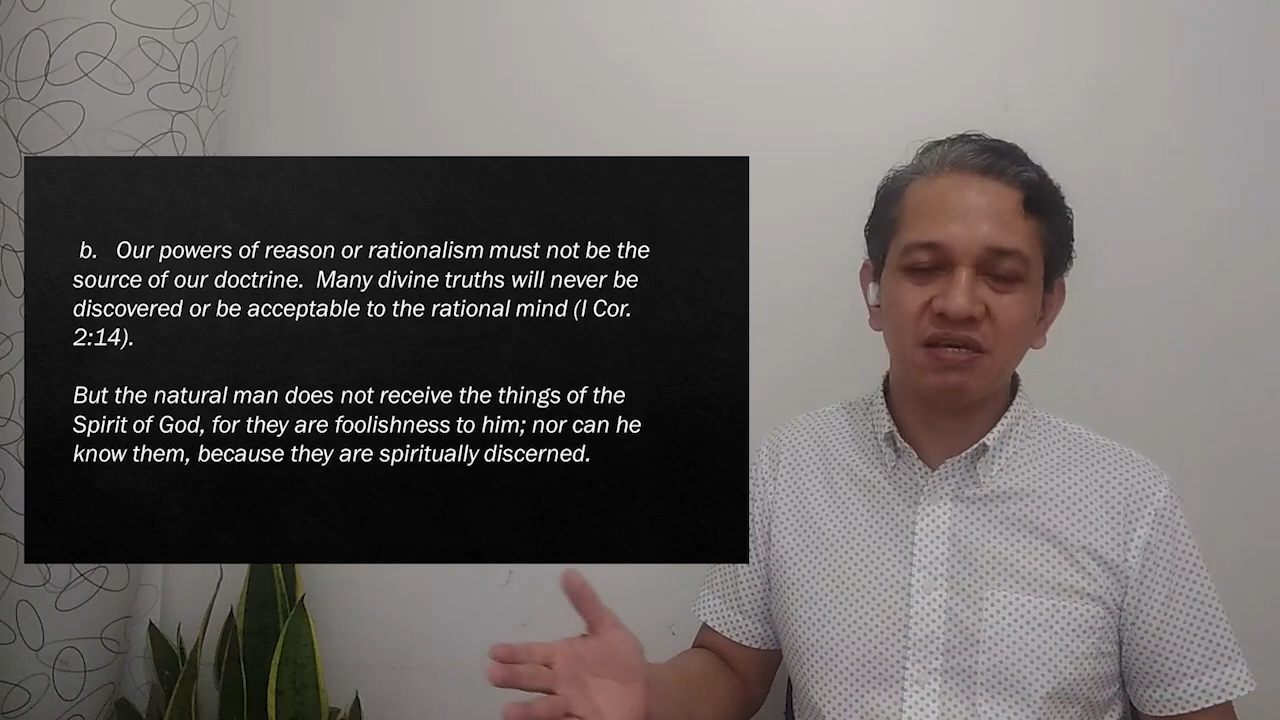 b. Our powers of reason or rationalism must not be the
source of our doctrine. Many divine truths will never be
discovered or be acceptable to the rational mind (I Cor.
2:14).
But the natural man does not receive the things of the
Spirit of God, for they are foolishness to him; nor can he
know them, because they are spiritually discerned.